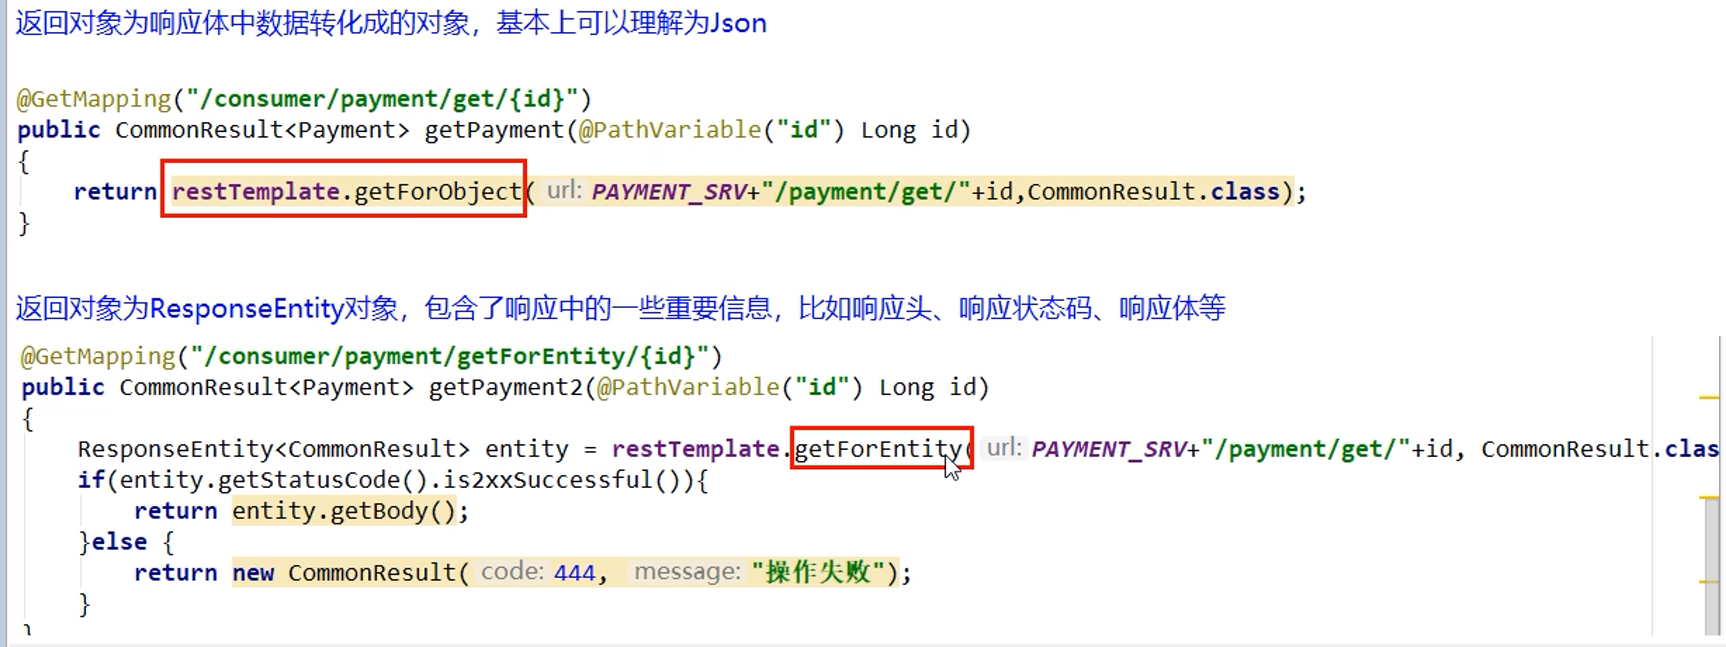 返回对象为响应体中数据转化成的对象，基本上可以理解为Json
@GetMapping("/consumer/payment/get/{id}")
public CommonResult<Payment> getPayment(@PathVariable("id") Long id)
{
return restTemplate.getForObject( url: PAYMENT_SRV+"/payment/get/"+id,CommonResult.class);
}
返回对象为ResponseEntity对象，包含了响应中的一些重要信息，比如响应头、响应状态码、响应体等
@GetMapping("/consumer/payment/getForEntity/{id}")
public CommonResult<Payment> getPayment2(@PathVariable("id") Long id)
{
ResponseEntity<CommonResult> entity = restTemplate.getForEntity( url: PAYMENT_SRV+"/payment/get/"+id, CommonResult.clas
if(entity.getStatusCode().is2xxSuccessful()){
return entity.getBody();
}else {
return new CommonResult( code: 444, message: "操作失败");
}
}